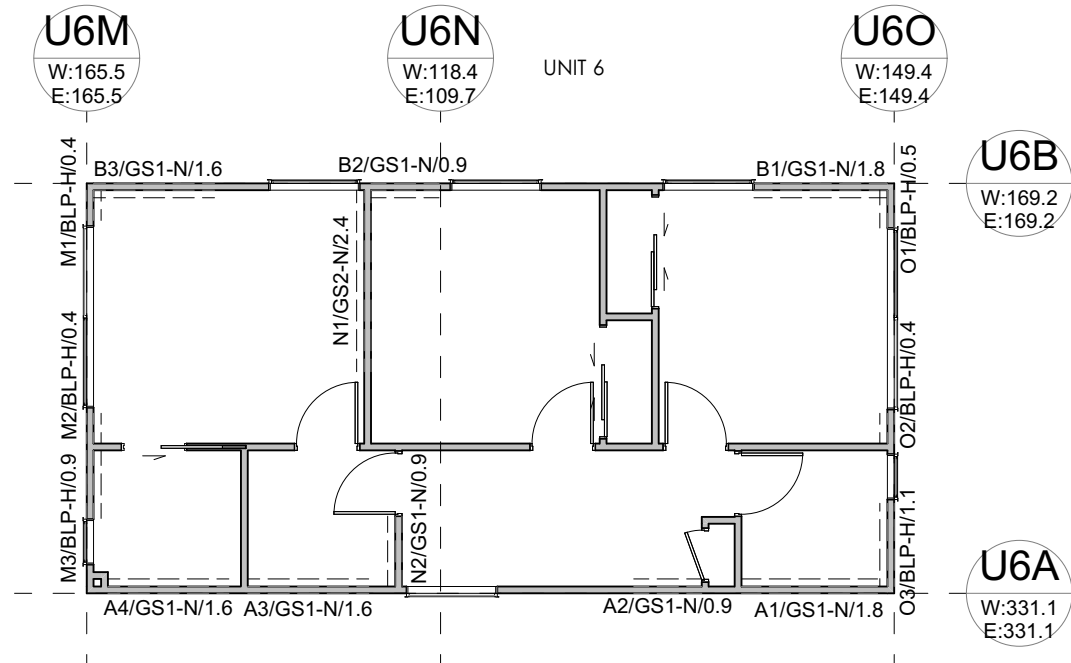 U6M
W:165.5
E:165.5
U6N
W:118.4
E:109.7
UNIT 6
U6O
W:149.4
E:149.4
B3/GS1-N/1.6
B2/GS1-N/0.9
B1/GS1-N/1.8
U6B
W:169.2
E:169.2
M1/BLP-H/0.4
N1/GS2-N/2.4
O1/BLP-H/0.5
M2/BLP-H/0.4
O2/BLP-H/0.4
M3/BLP-H/0.9
N2/GS1-N/0.9
O3/BLP-H/1.1
U6A
W:331.1
E:331.1
A4/GS1-N/1.6
A3/GS1-N/1.6
A2/GS1-N/0.9
A1/GS1-N/1.8